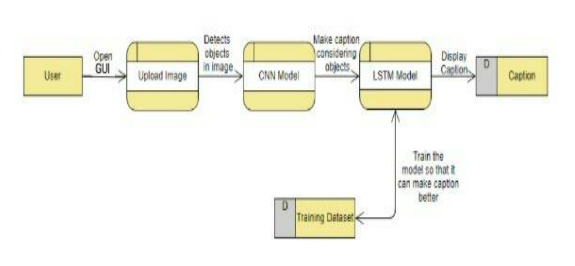 User
Open
GUI
Upload Image
Detects
objects
in image
CNN Model
Make caption
considering
objects
LSTM Model
Display
Caption
D
Caption
Train the
model so that it
can make caption
better
D
Training Dataset